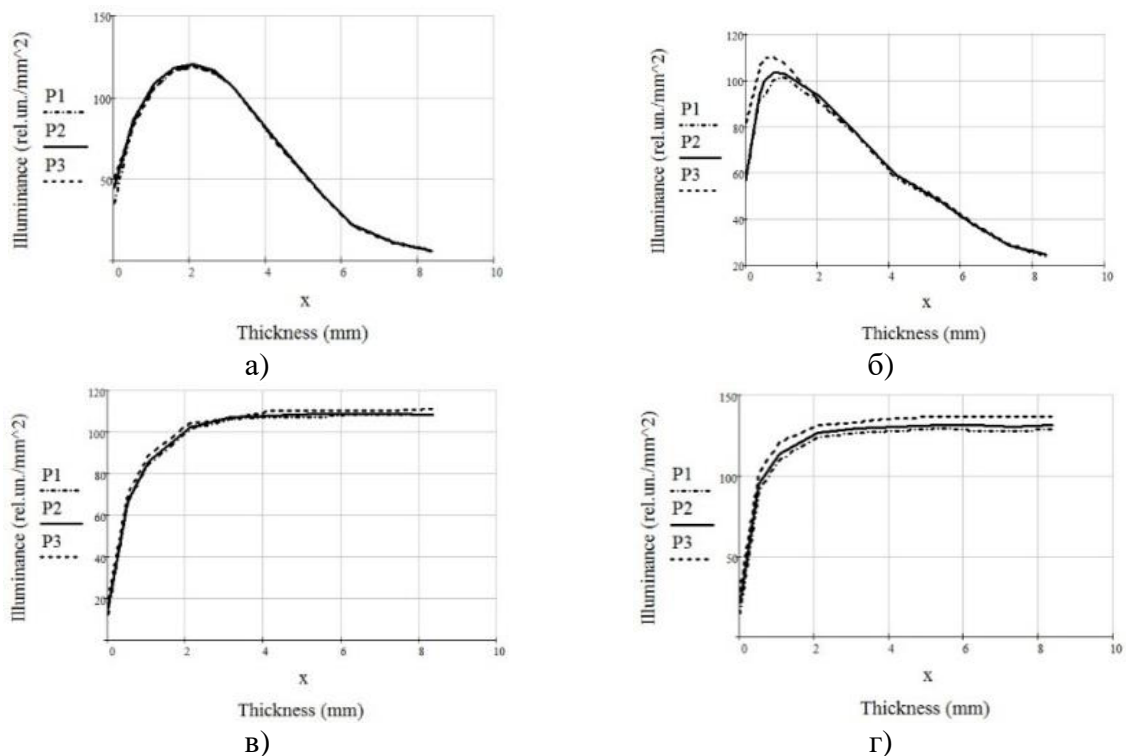 150
100
50
0
2
4
6
8
10
Illuminance (rel.un./mm^2)
P1
P2
P3
x
Thickness (mm)
а)
120
100
80
60
40
20
0
2
4
6
8
10
Illuminance (rel.un./mm^2)
P1
P2
P3
x
Thickness (mm)
б)
120
100
80
60
40
20
0
2
4
6
8
10
Illuminance (rel.un./mm^2)
P1
P2
P3
x
Thickness (mm)
в)
150
100
50
0
2
4
6
8
10
Illuminance (rel.un./mm^2)
P1
P2
P3
x
Thickness (mm)
г)